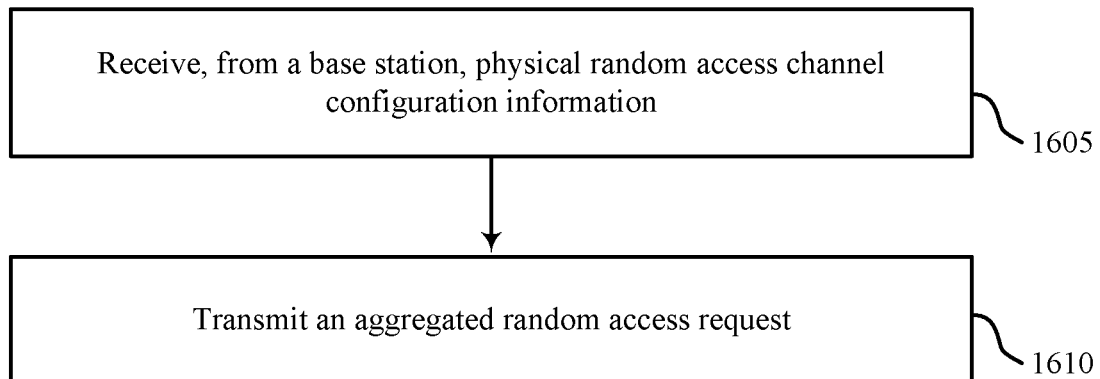 Receive, from a base station, physical random access channel
configuration information
1605
Transmit an aggregated random access request
1610